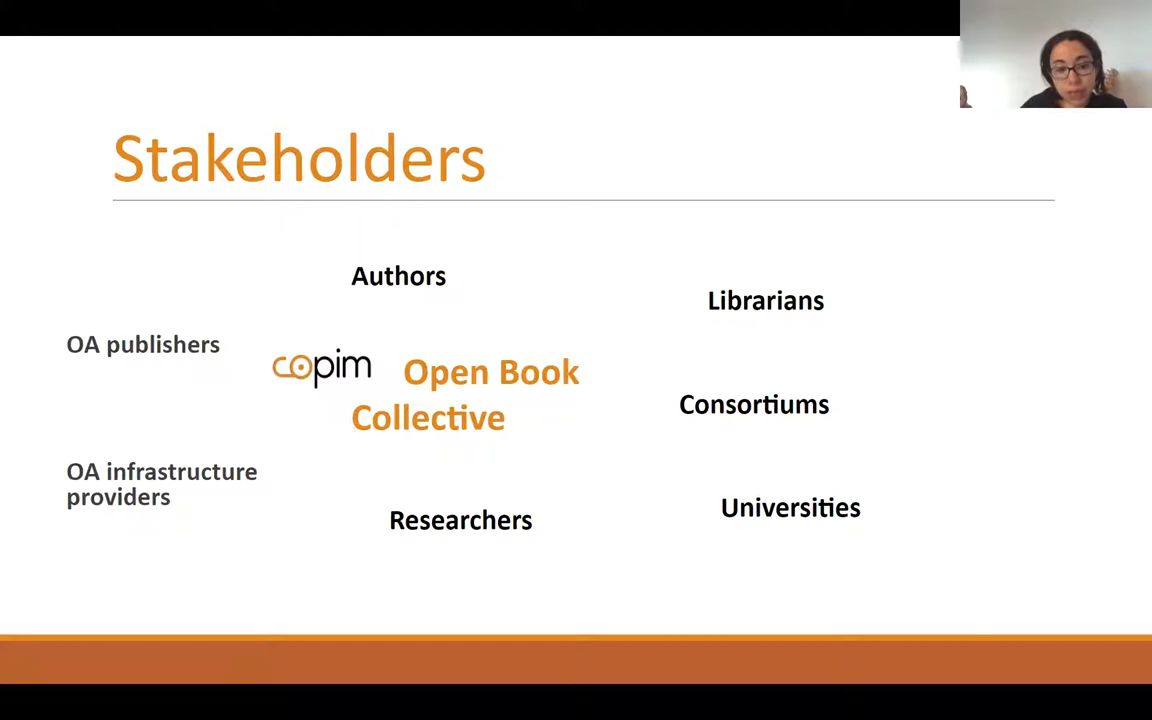 Stakeholders
Authors
Librarians
OA publishers
copim
Open Book
Collective
Consortiums
OA infrastructure
providers
Researchers
Universities